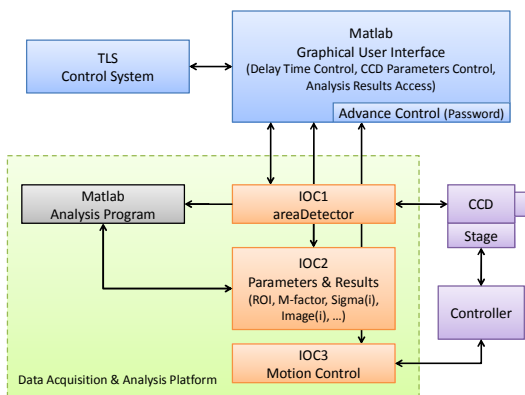 TLS
Control System
Matlab
Graphical User Interface
(Delay Time Control, CCD Parameters Control,
Analysis Results Access)
Advance Control (Password)
Matlab
Analysis Program
IOC1
areaDetector
CCD
Stage
IOC2
Parameters & Results
(ROI, M-factor, Sigma(i),
Image(i), ...)
Controller
IOC3
Motion Control
Data Acquisition & Analysis Platform